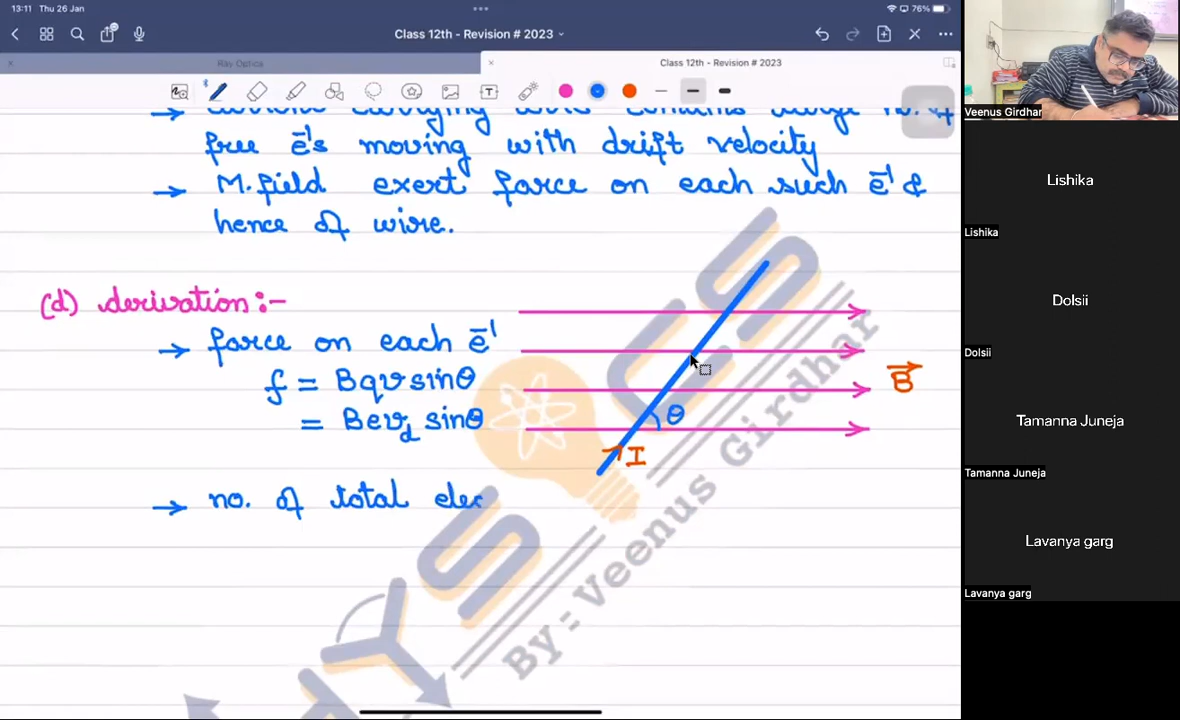 13:11 Thu 26 Jan
76%
Class 12th - Revision # 2023
Ray Optics
Class 12th - Revision # 2023
free e's moving with drift velocity
→ M.field exert force on each such e' &
hence of wire.
(d) derivation:-
→ force on each e'
f = Bqv sinθ
= Bev_d sinθ
→ no. of total elec
B
θ
I
By:- Veenus Girdhar
Veenus Girdhar
Lishika
Lishika
Dolsii
Dolsii
Tamanna Juneja
Tamanna Juneja
Lavanya garg
Lavanya garg